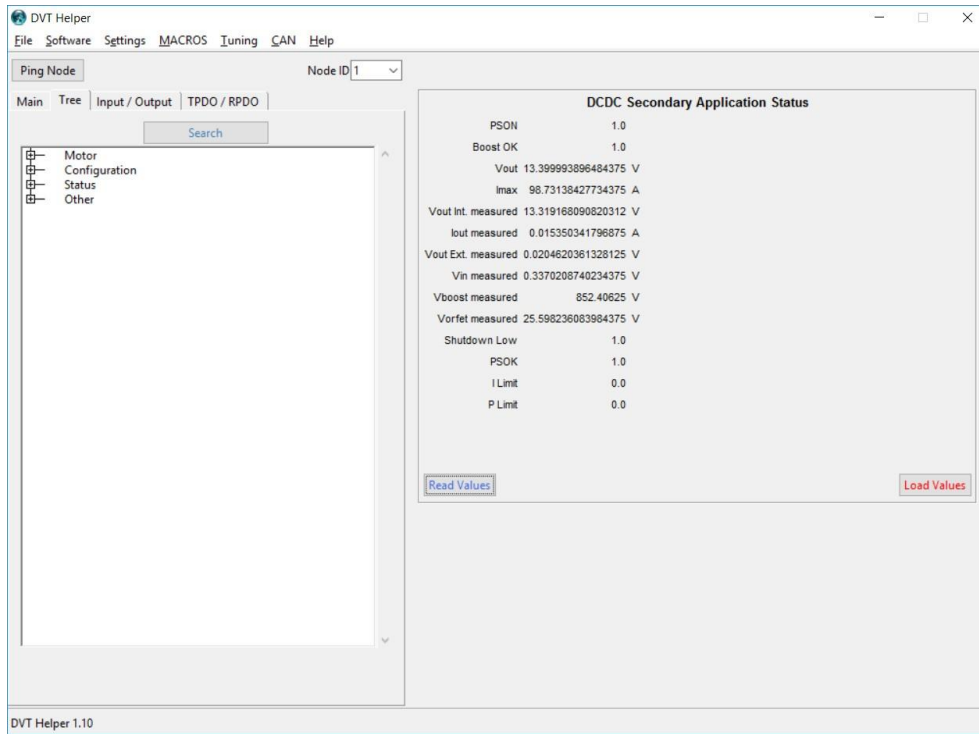 DVT Helper
File Software Settings MACROS Tuning CAN Help
Ping Node
Node ID 1
Main Tree Input / Output TPDO / RPDO
Search
Motor
Configuration
Status
Other
DCDC Secondary Application Status
PSON 1.0
Boost OK 1.0
Vout 13.399993896484375 V
Imax 98.73138427734375 A
Vout Int. measured 13.319168090820312 V
Iout measured 0.015350341796875 A
Vout Ext. measured 0.0204620361328125 V
Vin measured 0.3370208740234375 V
Vboost measured 852.40625 V
Vorfet measured 25.598236083984375 V
Shutdown Low 1.0
PSOK 1.0
I Limit 0.0
P Limit 0.0
Read Values
Load Values
DVT Helper 1.10